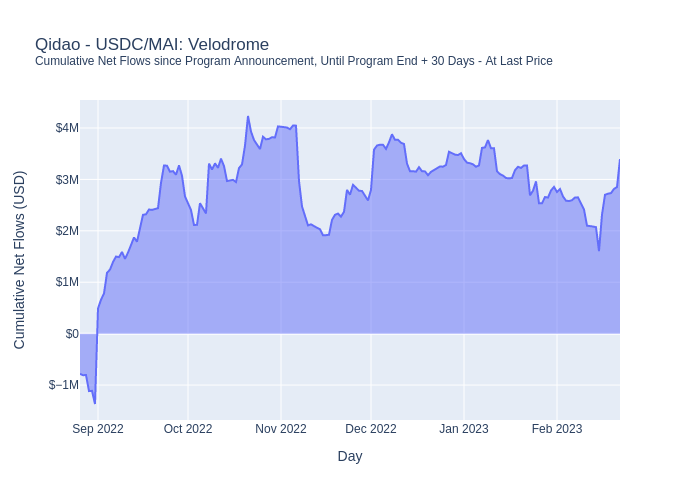 Qidao - USDC/MAI: Velodrome
Cumulative Net Flows since Program Announcement, Until Program End + 30 Days - At Last Price
Cumulative Net Flows (USD)
$4M
$3M
$2M
$1M
$0
$−1M
Sep 2022
Oct 2022
Nov 2022
Dec 2022
Jan 2023
Feb 2023
Day